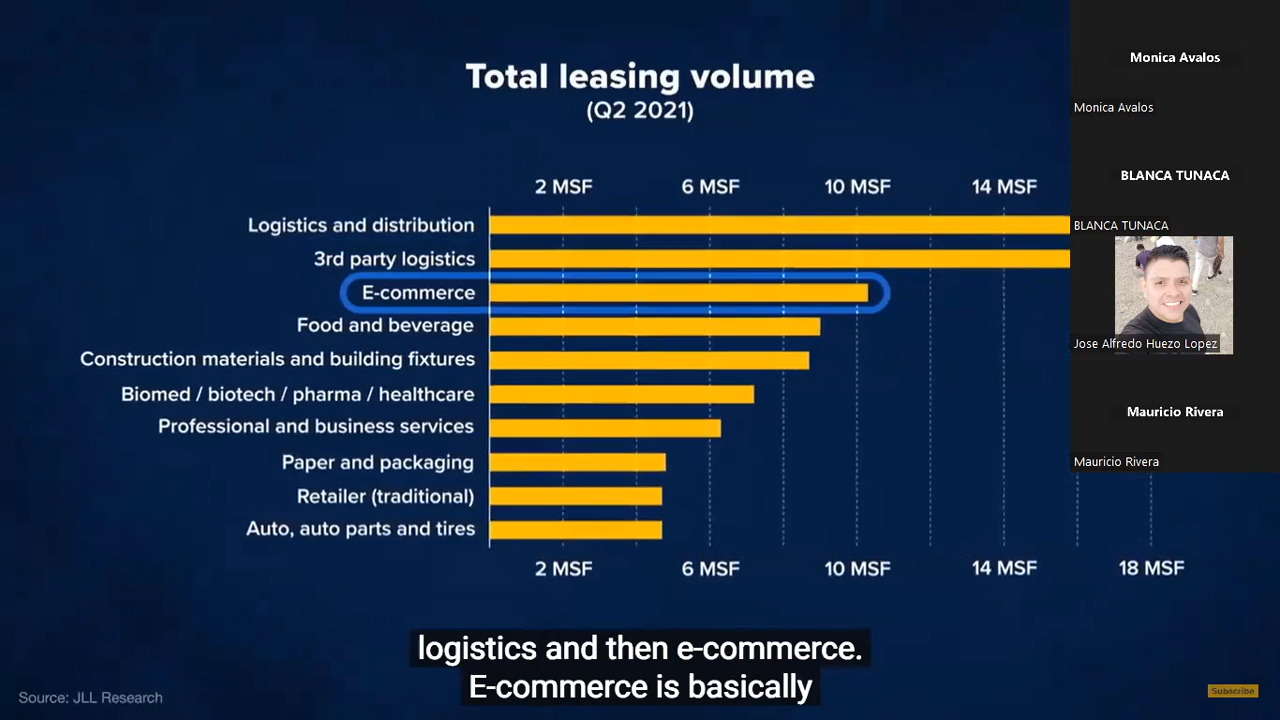 Total leasing volume
(Q2 2021)
2 MSF 6 MSF 10 MSF 14 MSF
Logistics and distribution
3rd party logistics
E-commerce
Food and beverage
Construction materials and building fixtures
Biomed / biotech / pharma / healthcare
Professional and business services
Paper and packaging
Retailer (traditional)
Auto, auto parts and tires
2 MSF 6 MSF 10 MSF 14 MSF 18 MSF
logistics and then e-commerce.
E-commerce is basically
Source: JLL Research
Subscribe
Monica Avalos
Monica Avalos
BLANCA TUNACA
BLANCA TUNACA
Jose Alfredo Huezo Lopez
Mauricio Rivera
Mauricio Rivera